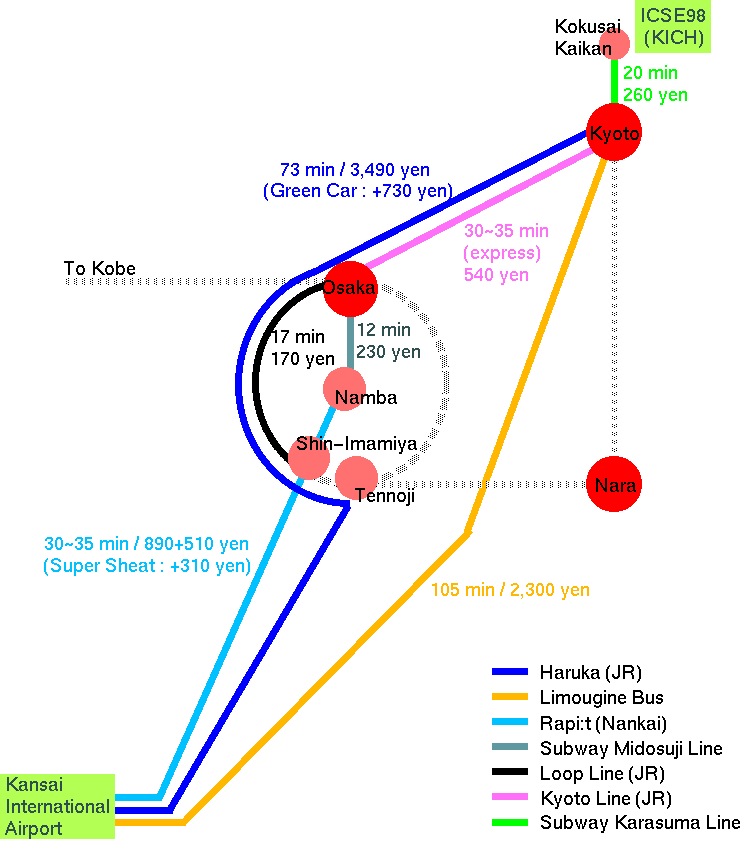 ICSE98
(KICH)
Kokusai
Kaikan
20 min
260 yen
Kyoto
73 min / 3,490 yen
(Green Car : +730 yen)
30~35 min
(express)
540 yen
To Kobe
Osaka
17 min
170 yen
12 min
230 yen
Namba
Shin-Imamiya
Tennoji
Nara
30~35 min / 890+510 yen
(Super Sheat : +310 yen)
105 min / 2,300 yen
Haruka (JR)
Limougine Bus
Rapi:t (Nankai)
Subway Midosuji Line
Loop Line (JR)
Kyoto Line (JR)
Subway Karasuma Line
Kansai
International
Airport